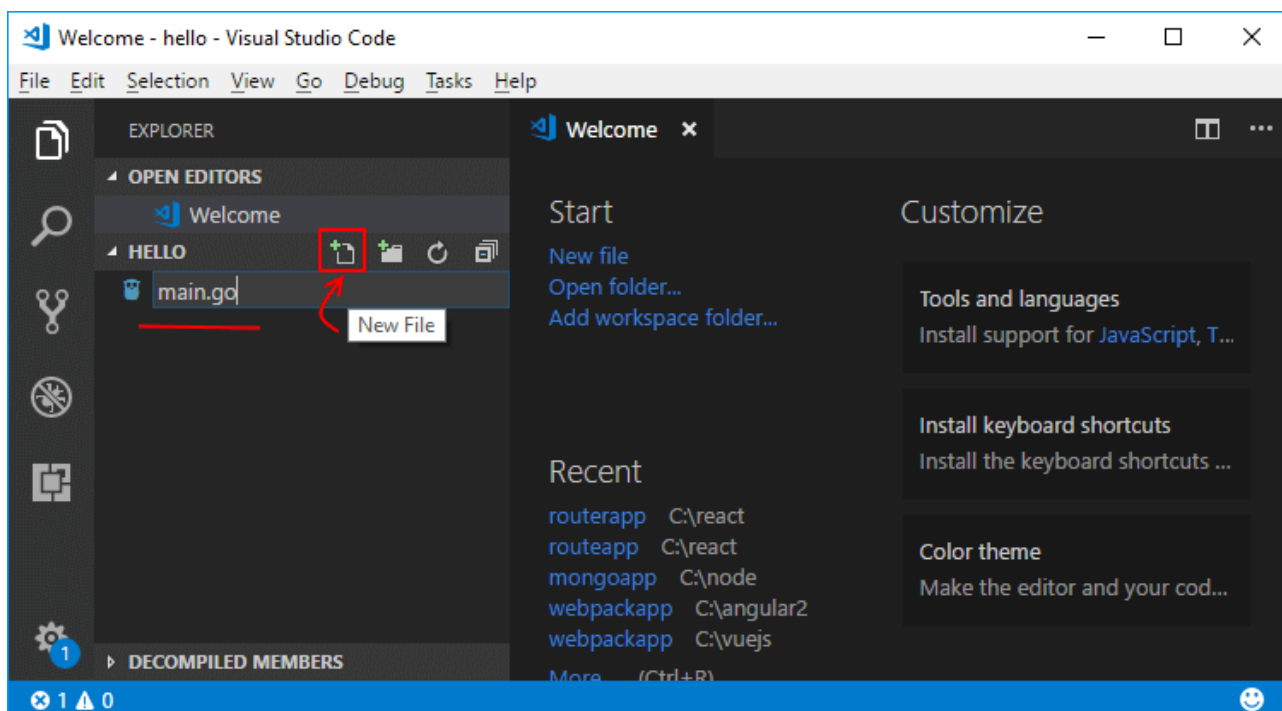 Welcome - hello - Visual Studio Code
File Edit Selection View Go Debug Tasks Help
EXPLORER
OPEN EDITORS
Welcome
HELLO
main.go
New File
Welcome
Start
New file
Open folder...
Add workspace folder...
Recent
routerapp C:\react
routeapp C:\react
mongoapp C:\node
webpackapp C:\angular2
webpackapp C:\vuejs
More... (Ctrl+R)
Customize
Tools and languages
Install support for JavaScript, T...
Install keyboard shortcuts
Install the keyboard shortcuts ...
Color theme
Make the editor and your cod...
1
DECOMPILED MEMBERS
1 0